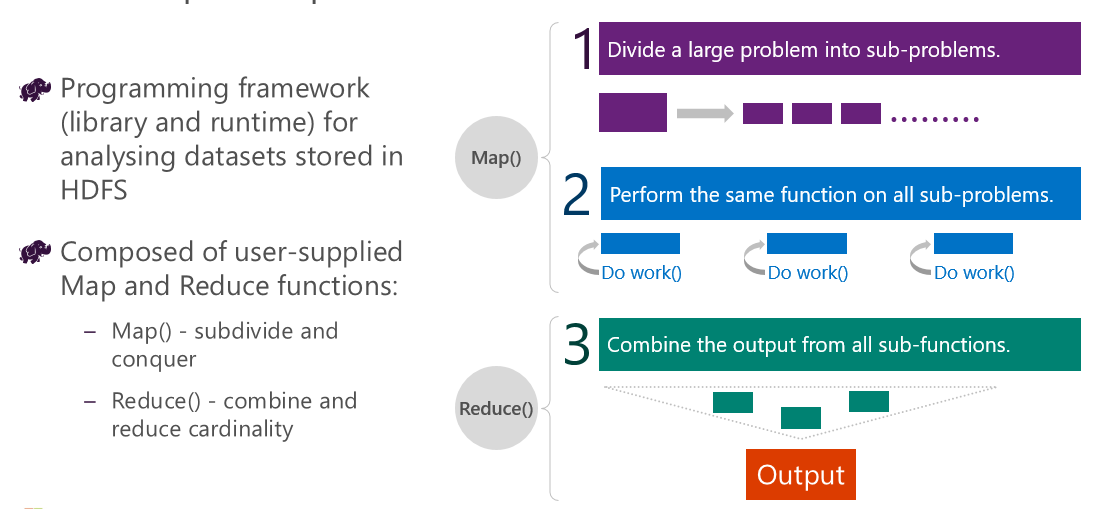 Programming framework
(library and runtime) for
analysing datasets stored in
HDFS
Composed of user-supplied
Map and Reduce functions:
– Map() - subdivide and
conquer
– Reduce() - combine and
reduce cardinality
Map()
1 Divide a large problem into sub-problems.
.........
2 Perform the same function on all sub-problems.
Do work() Do work() Do work()
Reduce()
3 Combine the output from all sub-functions.
Output